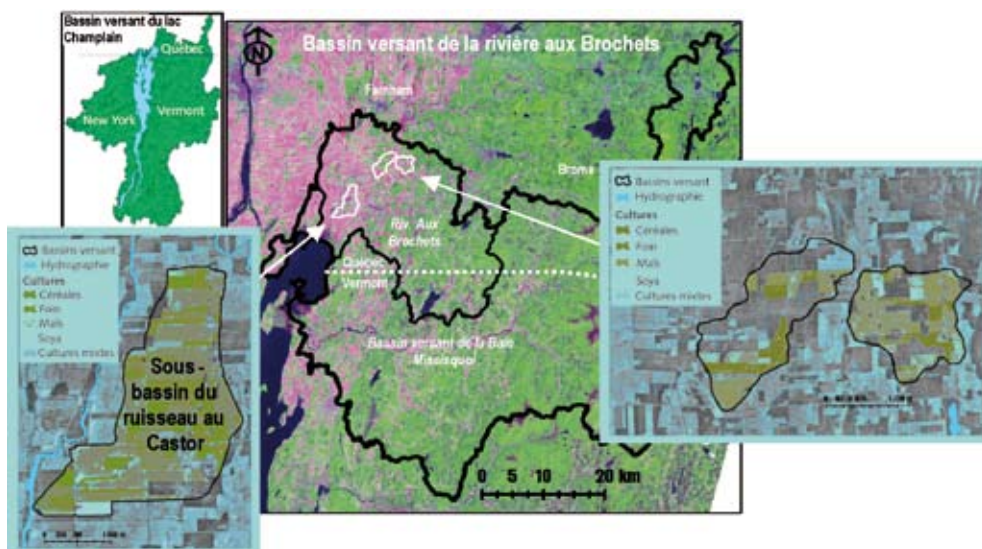 Bassin versant du lac
Champlain
Québec
New York
Vermont
Bassin versant de la rivière aux Brochets
N
Farnham
Brome
Riv. Aux
Brochets
Québec
Vermont
Bassin versant de la Baie
Missisquoi
0 5 10 20 km
Bassins versant
Hydrographie
Cultures
Céréales
Foin
Maïs
Soya
Cultures mixtes
Sous-
bassin du
ruisseau au
Castor
Bassins versant
Hydrographie
Cultures
Céréales
Foin
Maïs
Soya
Cultures mixtes